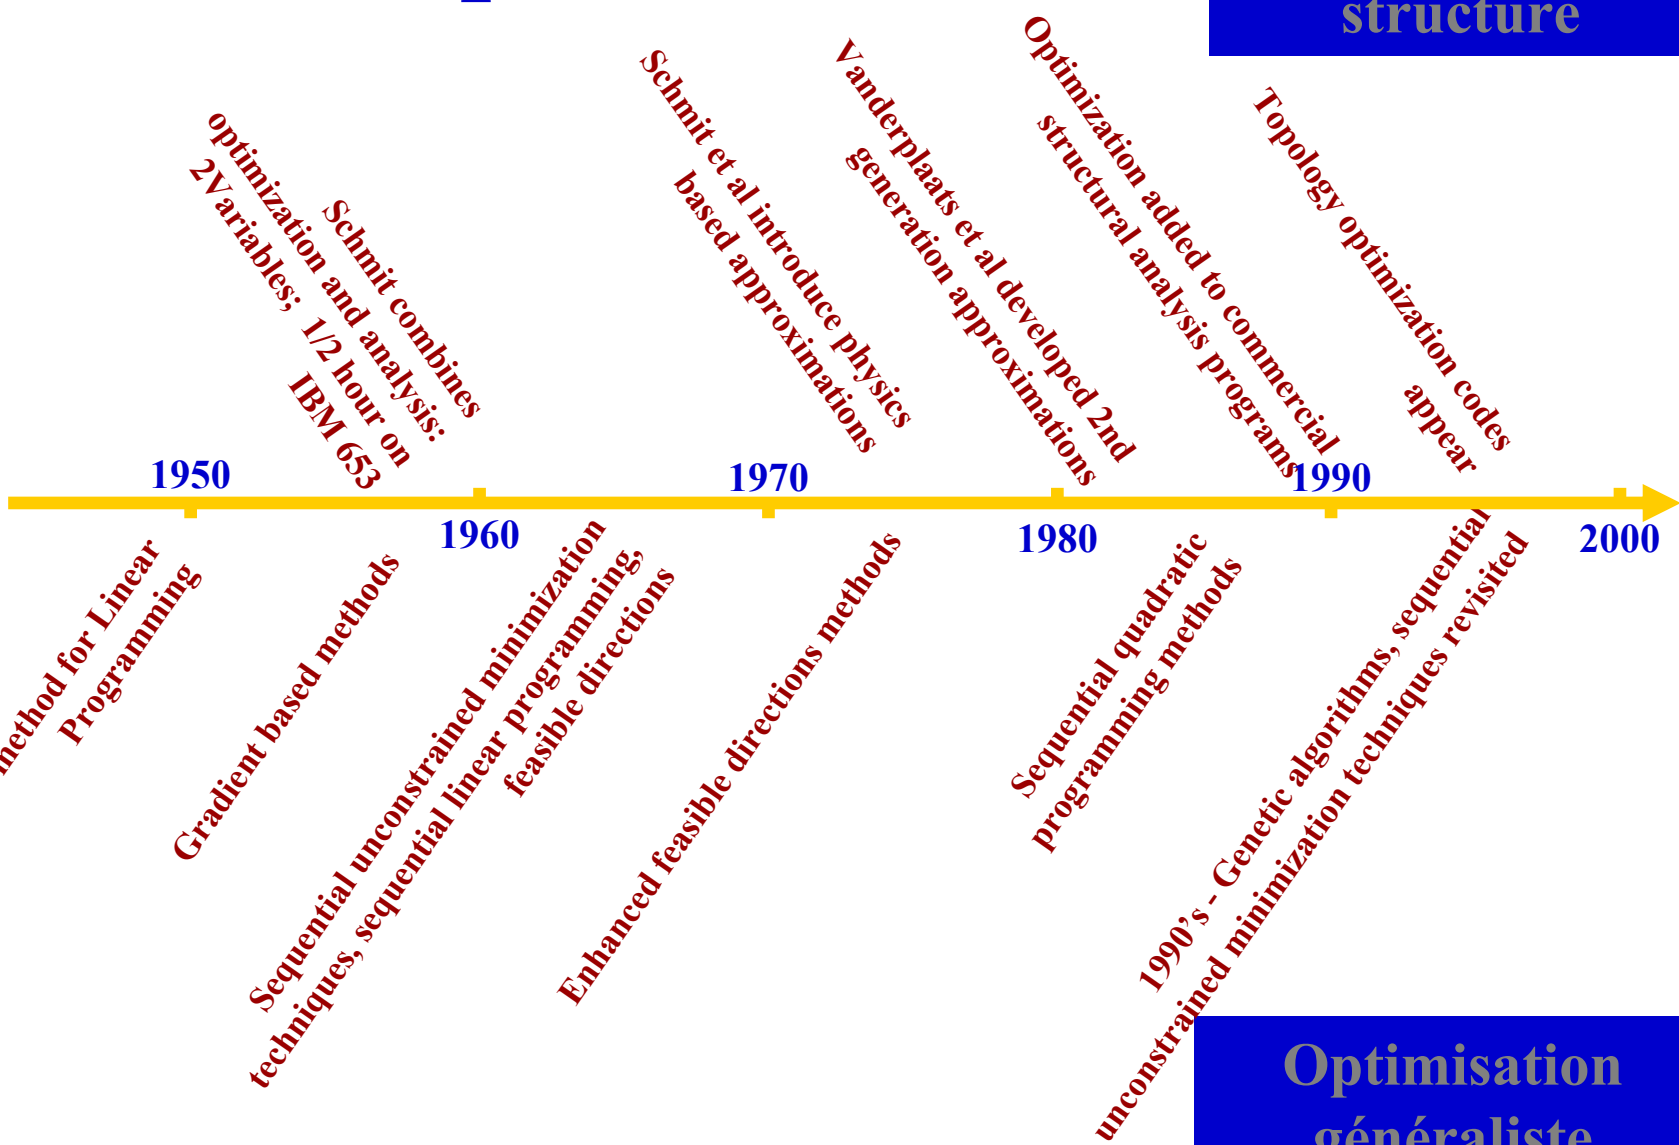 structure
Schmit combines
optimization and analysis:
2Variables; 1/2 hour on
IBM 653
Schmit et al introduce physics
based approximations
Vanderplaats et al developed 2nd
generation approximations
Optimization added to commercial
structural analysis programs
Topology optimization codes
appear
1950
1970
1990
1960
1980
2000
method for Linear
Programming
Gradient based methods
Sequential unconstrained minimization
techniques, sequential linear programming,
feasible directions
Enhanced feasible directions methods
Sequential quadratic
programming methods
1990’s - Genetic algorithms, sequential
unconstrained minimization techniques revisited
Optimisation
généraliste